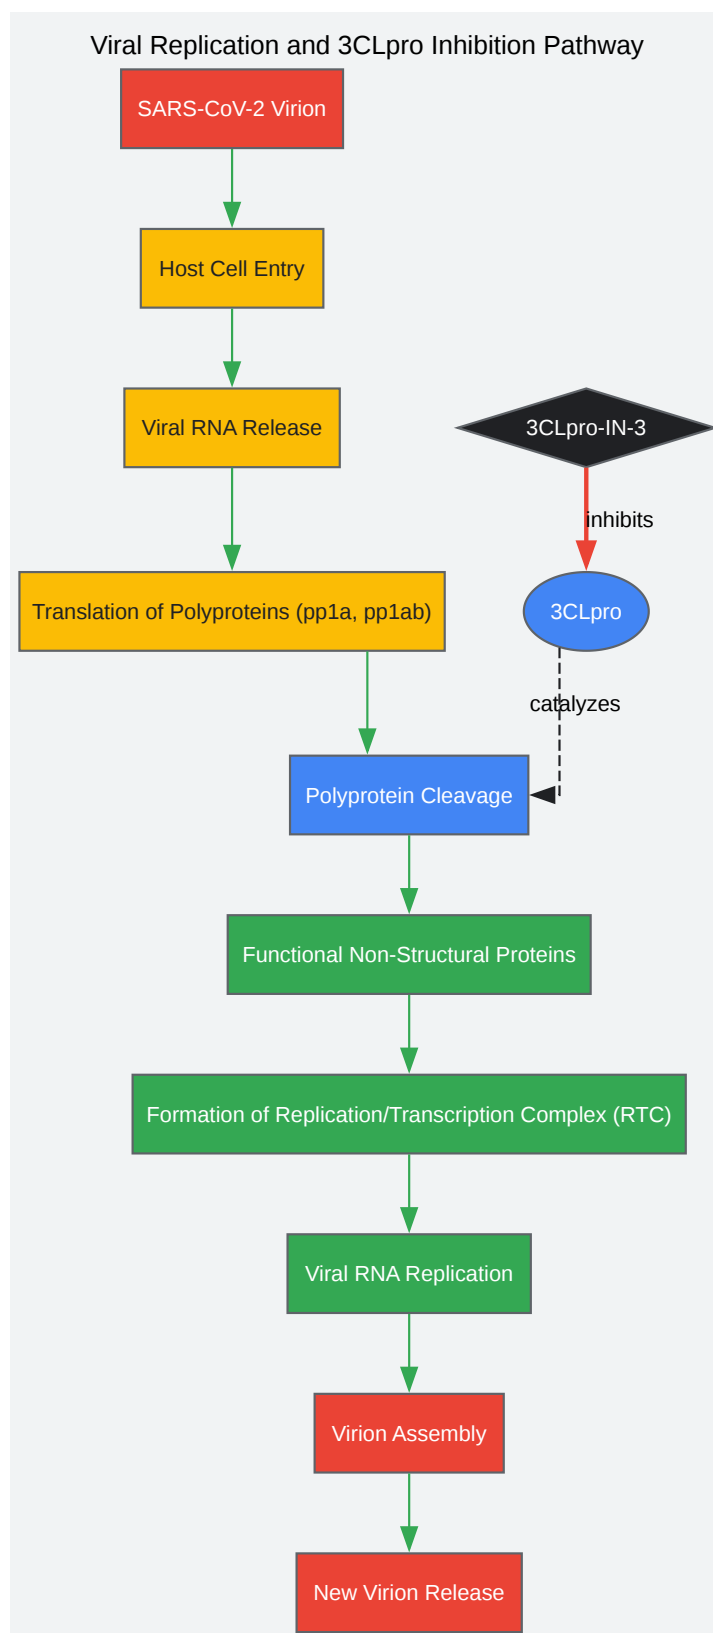 Viral Replication and 3CLpro Inhibition Pathway
SARS-CoV-2 Virion
Host Cell Entry
Viral RNA Release
3CLpro-IN-3
inhibits
Translation of Polyproteins (pp1a, pp1ab)
3CLpro
catalyzes
Polyprotein Cleavage
Functional Non-Structural Proteins
Formation of Replication/Transcription Complex (RTC)
Viral RNA Replication
Virion Assembly
New Virion Release